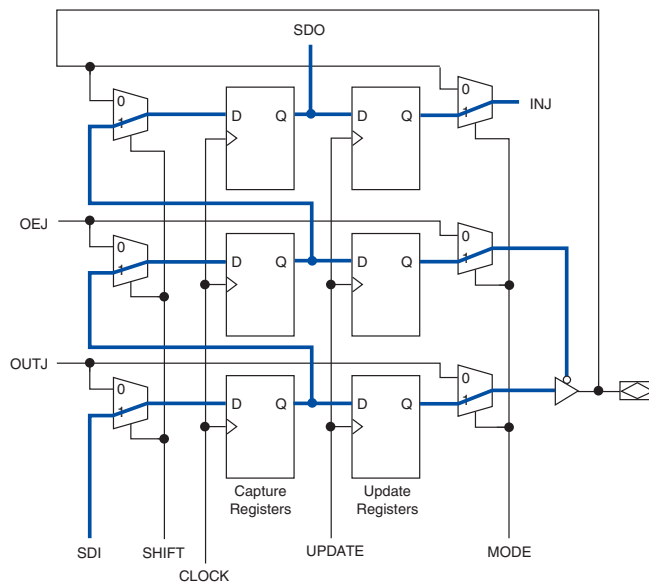 SDO
0
1
D Q
D Q
0
1
INJ
OEJ
0
1
D Q
D Q
0
1
OUTJ
0
1
D Q
D Q
0
1
Capture
Registers
Update
Registers
SDI
SHIFT
CLOCK
UPDATE
MODE